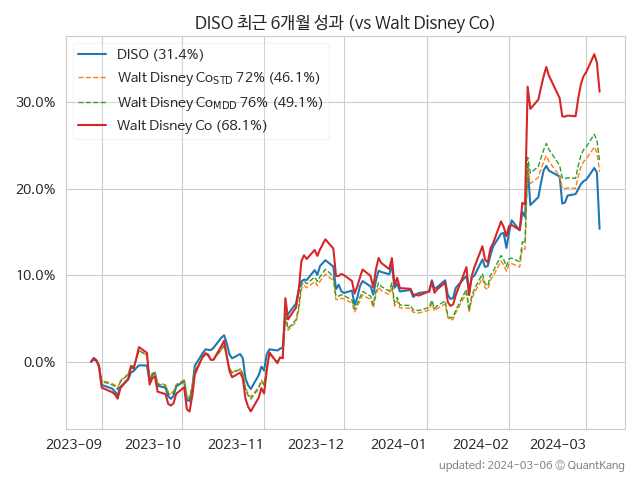 DISO 최근 6개월 성과 (vs Walt Disney Co)
DISO (31.4%)
Walt Disney CoSTD 72% (46.1%)
Walt Disney CoMDD 76% (49.1%)
Walt Disney Co (68.1%)
30.0%
20.0%
10.0%
0.0%
2023-09 2023-10 2023-11 2023-12 2024-01 2024-02 2024-03
updated: 2024-03-06 © QuantKang